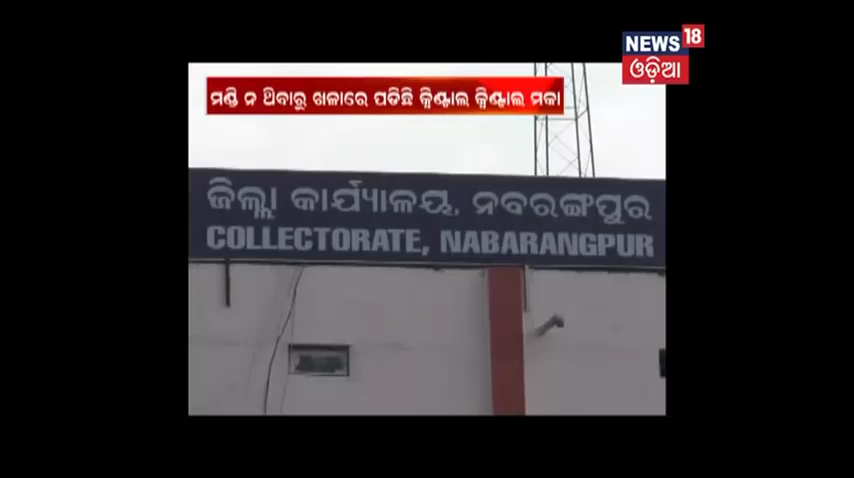 NEWS 18
ଓଡ଼ିଆ
ମଣ୍ଡି ନ ଥିବାରୁ ଖଳାରେ ପଡିଛି କ୍ୱିଣ୍ଟାଲ କ୍ୱିଣ୍ଟାଲ ମକା
ଜିଲ୍ଲା କାର୍ଯ୍ୟାଳୟ, ନବରଙ୍ଗପୁର
COLLECTORATE, NABARANGPUR